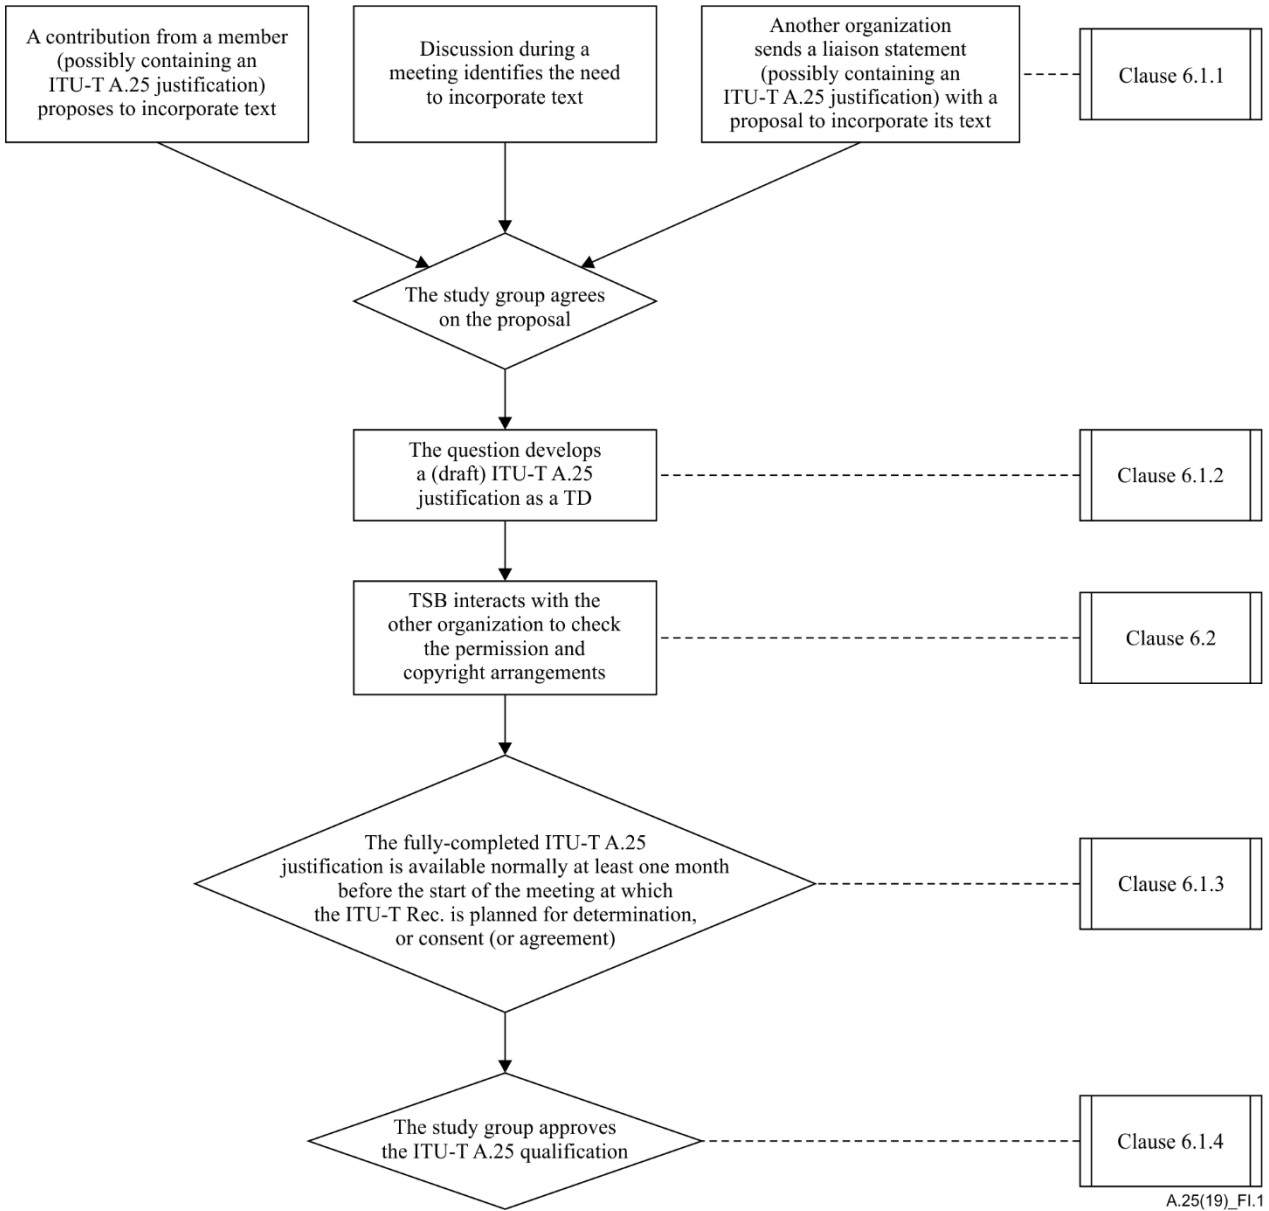 A contribution from a member
(possibly containing an
ITU-T A.25 justification)
proposes to incorporate text
Discussion during a
meeting identifies the need
to incorporate text
Another organization
sends a liaison statement
(possibly containing an
ITU-T A.25 justification) with a
proposal to incorporate its text
Clause 6.1.1
The study group agrees
on the proposal
The question develops
a (draft) ITU-T A.25
justification as a TD
Clause 6.1.2
TSB interacts with the
other organization to check
the permission and
copyright arrangements
Clause 6.2
The fully-completed ITU-T A.25
justification is available normally at least one month
before the start of the meeting at which
the ITU-T Rec. is planned for determination,
or consent (or agreement)
Clause 6.1.3
The study group approves
the ITU-T A.25 qualification
Clause 6.1.4
A.25(19)_FI.1